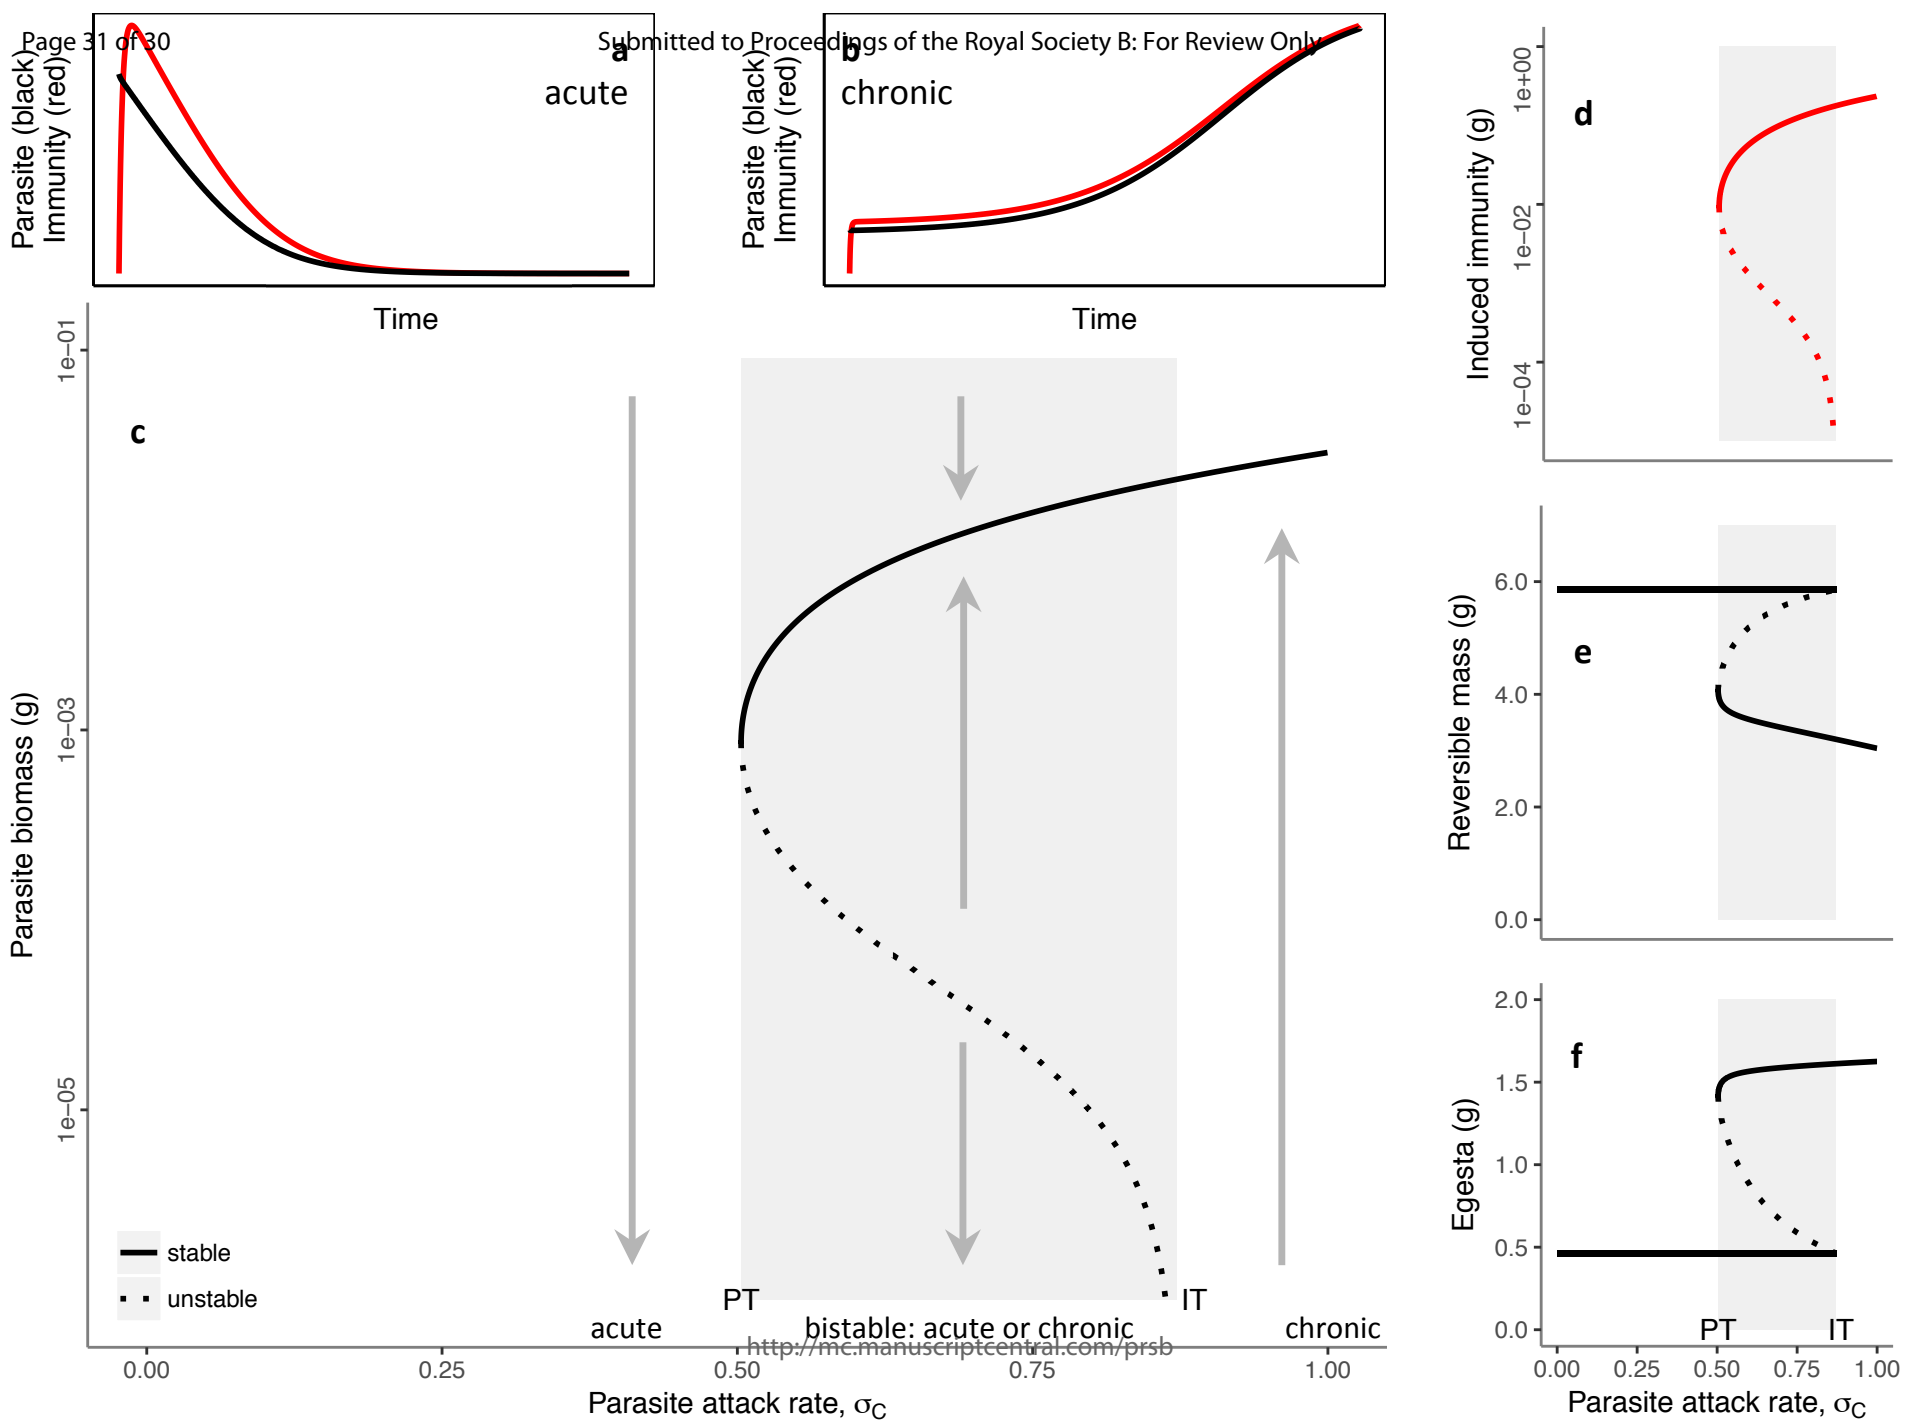 Page 31 of 30
Submitted to Proceedings of the Royal Society B: For Review Only
Parasite (black)
Immunity (red)
a
acute
Time
Parasite (black)
Immunity (red)
b
chronic
Time
c
Parasite biomass (g)
1e−01
1e−03
1e−05
stable
unstable
PT
IT
acute
bistable: acute or chronic
chronic
http://mc.manuscriptcentral.com/prsb
0.00
0.25
0.50
0.75
1.00
Parasite attack rate, σC
d
Induced immunity (g)
1e+00
1e−02
1e−04
e
Reversible mass (g)
6.0
4.0
2.0
0.0
f
Egesta (g)
2.0
1.5
1.0
0.5
0.0
PT
IT
0.00
0.25
0.50
0.75
1.00
Parasite attack rate, σC